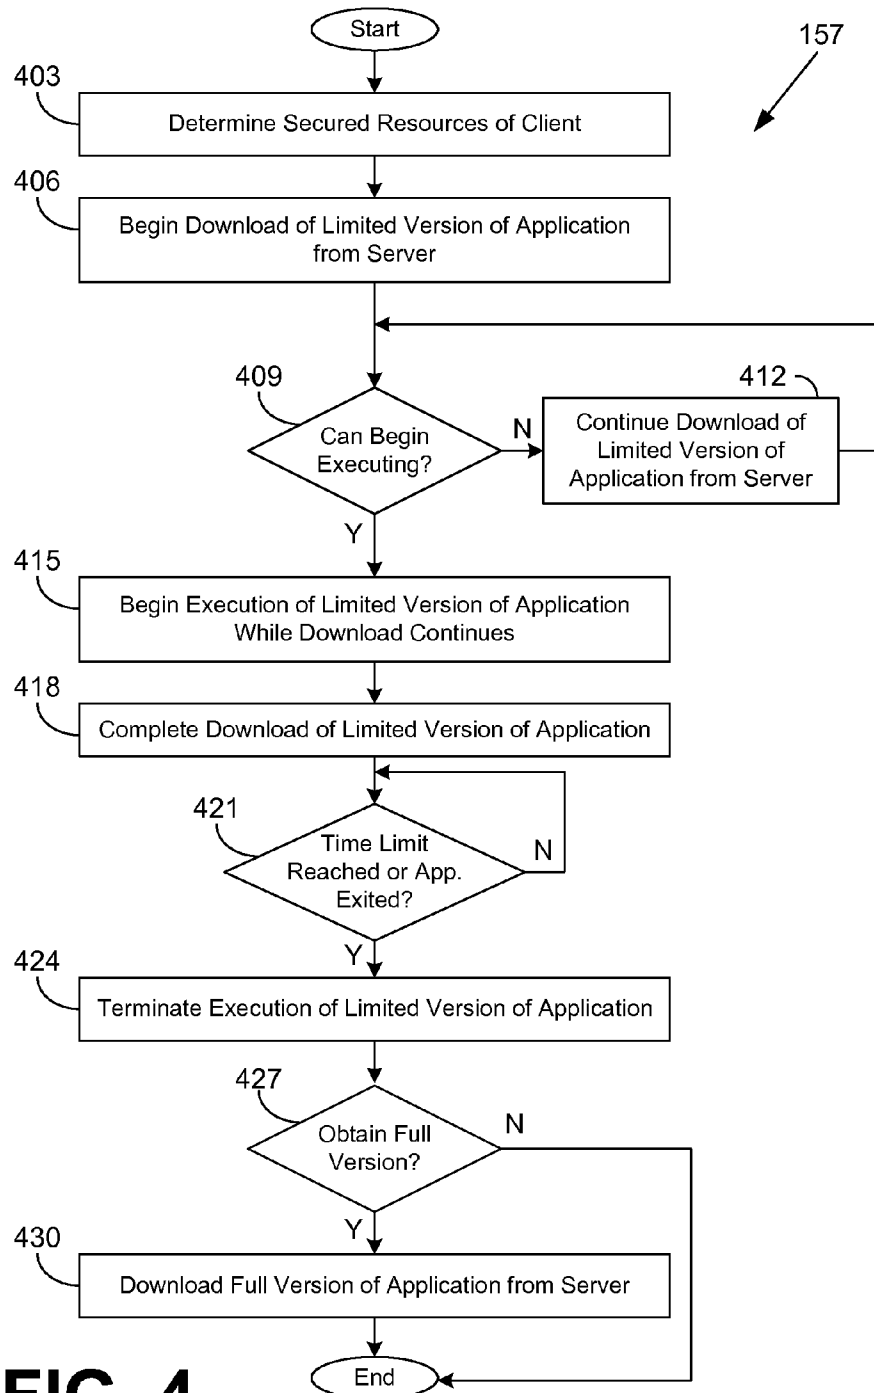 Start
157
403
Determine Secured Resources of Client
406
Begin Download of Limited Version of Application
from Server
409
Can Begin
Executing?
N
412
Continue Download of
Limited Version of
Application from Server
Y
415
Begin Execution of Limited Version of Application
While Download Continues
418
Complete Download of Limited Version of Application
421
Time Limit
Reached or App.
Exited?
N
Y
424
Terminate Execution of Limited Version of Application
427
Obtain Full
Version?
N
Y
430
Download Full Version of Application from Server
End
FIG. 4